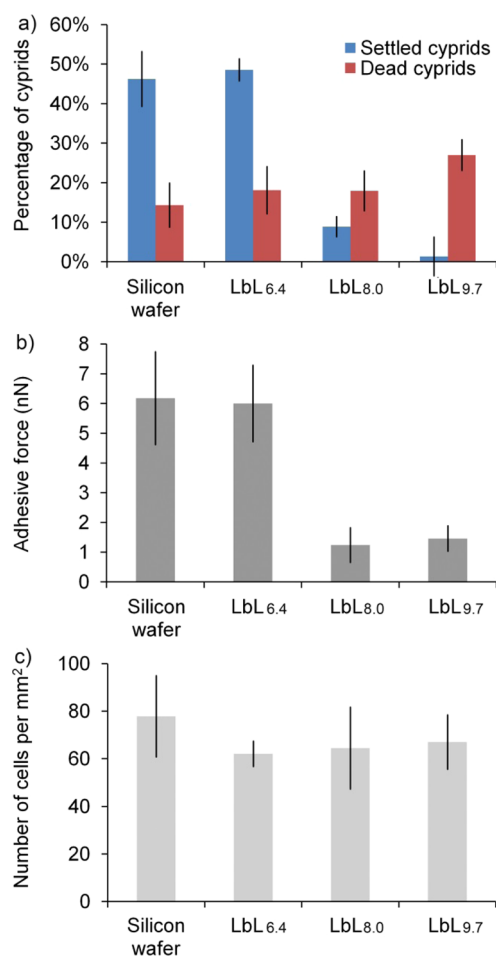 a)
Percentage of cyprids
60%
50%
40%
30%
20%
10%
0%
Settled cyprids
Dead cyprids
Silicon
wafer
LbL 6.4
LbL 8.0
LbL 9.7
b)
Adhesive force (nN)
8
7
6
5
4
3
2
1
0
Silicon
wafer
LbL 6.4
LbL 8.0
LbL 9.7
c)
Number of cells per mm²
100
80
60
40
20
0
Silicon
wafer
LbL 6.4
LbL 8.0
LbL 9.7